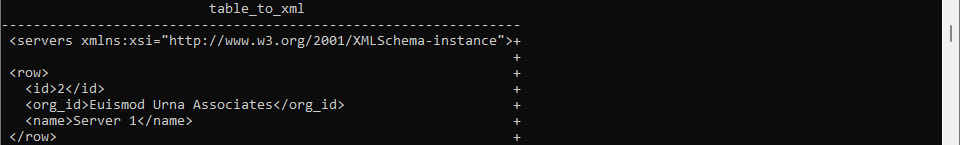 table_to_xml
-----------------------------------------------------------------
<servers xmlns:xsi="http://www.w3.org/2001/XMLSchema-instance">+
+
<row> +
<id>2</id> +
<org_id>Euismod Urna Associates</org_id> +
<name>Server 1</name> +
</row> +